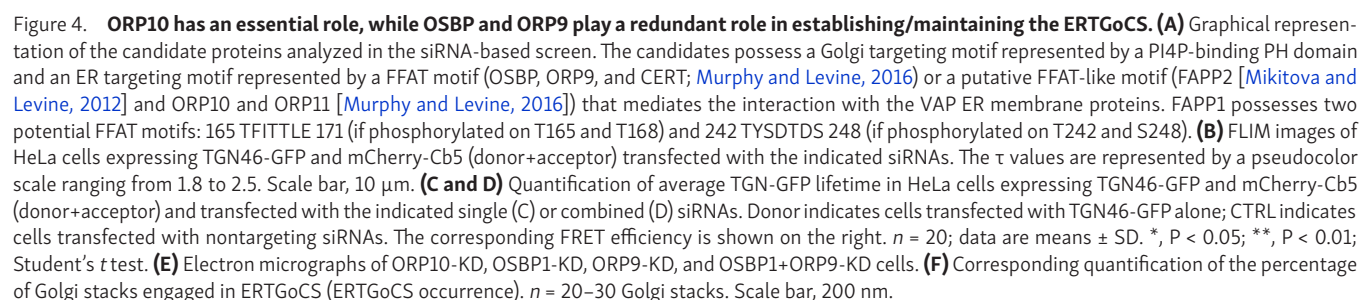 Figure 4. ORP10 has an essential role, while OSBP and ORP9 play a redundant role in establishing/maintaining the ERTGoCS. (A) Graphical represen-
tation of the candidate proteins analyzed in the siRNA-based screen. The candidates possess a Golgi targeting motif represented by a PI4P-binding PH domain
and an ER targeting motif represented by a FFAT motif (OSBP, ORP9, and CERT; Murphy and Levine, 2016) or a putative FFAT-like motif (FAPP2 [Mikitova and
Levine, 2012] and ORP10 and ORP11 [Murphy and Levine, 2016]) that mediates the interaction with the VAP ER membrane proteins. FAPP1 possesses two
potential FFAT motifs: 165 TFITTLE 171 (if phosphorylated on T165 and T168) and 242 TYSDTDS 248 (if phosphorylated on T242 and S248). (B) FLIM images of
HeLa cells expressing TGN46-GFP and mCherry-Cb5 (donor+acceptor) transfected with the indicated siRNAs. The τ values are represented by a pseudocolor
scale ranging from 1.8 to 2.5. Scale bar, 10 μm. (C and D) Quantification of average TGN-GFP lifetime in HeLa cells expressing TGN46-GFP and mCherry-Cb5
(donor+acceptor) and transfected with the indicated single (C) or combined (D) siRNAs. Donor indicates cells transfected with TGN46-GFP alone; CTRL indicates
cells transfected with nontargeting siRNAs. The corresponding FRET efficiency is shown on the right. n = 20; data are means ± SD. *, P < 0.05; **, P < 0.01;
Student's t test. (E) Electron micrographs of ORP10-KD, OSBP1-KD, ORP9-KD, and OSBP1+ORP9-KD cells. (F) Corresponding quantification of the percentage
of Golgi stacks engaged in ERTGoCS (ERTGoCS occurrence). n = 20–30 Golgi stacks. Scale bar, 200 nm.